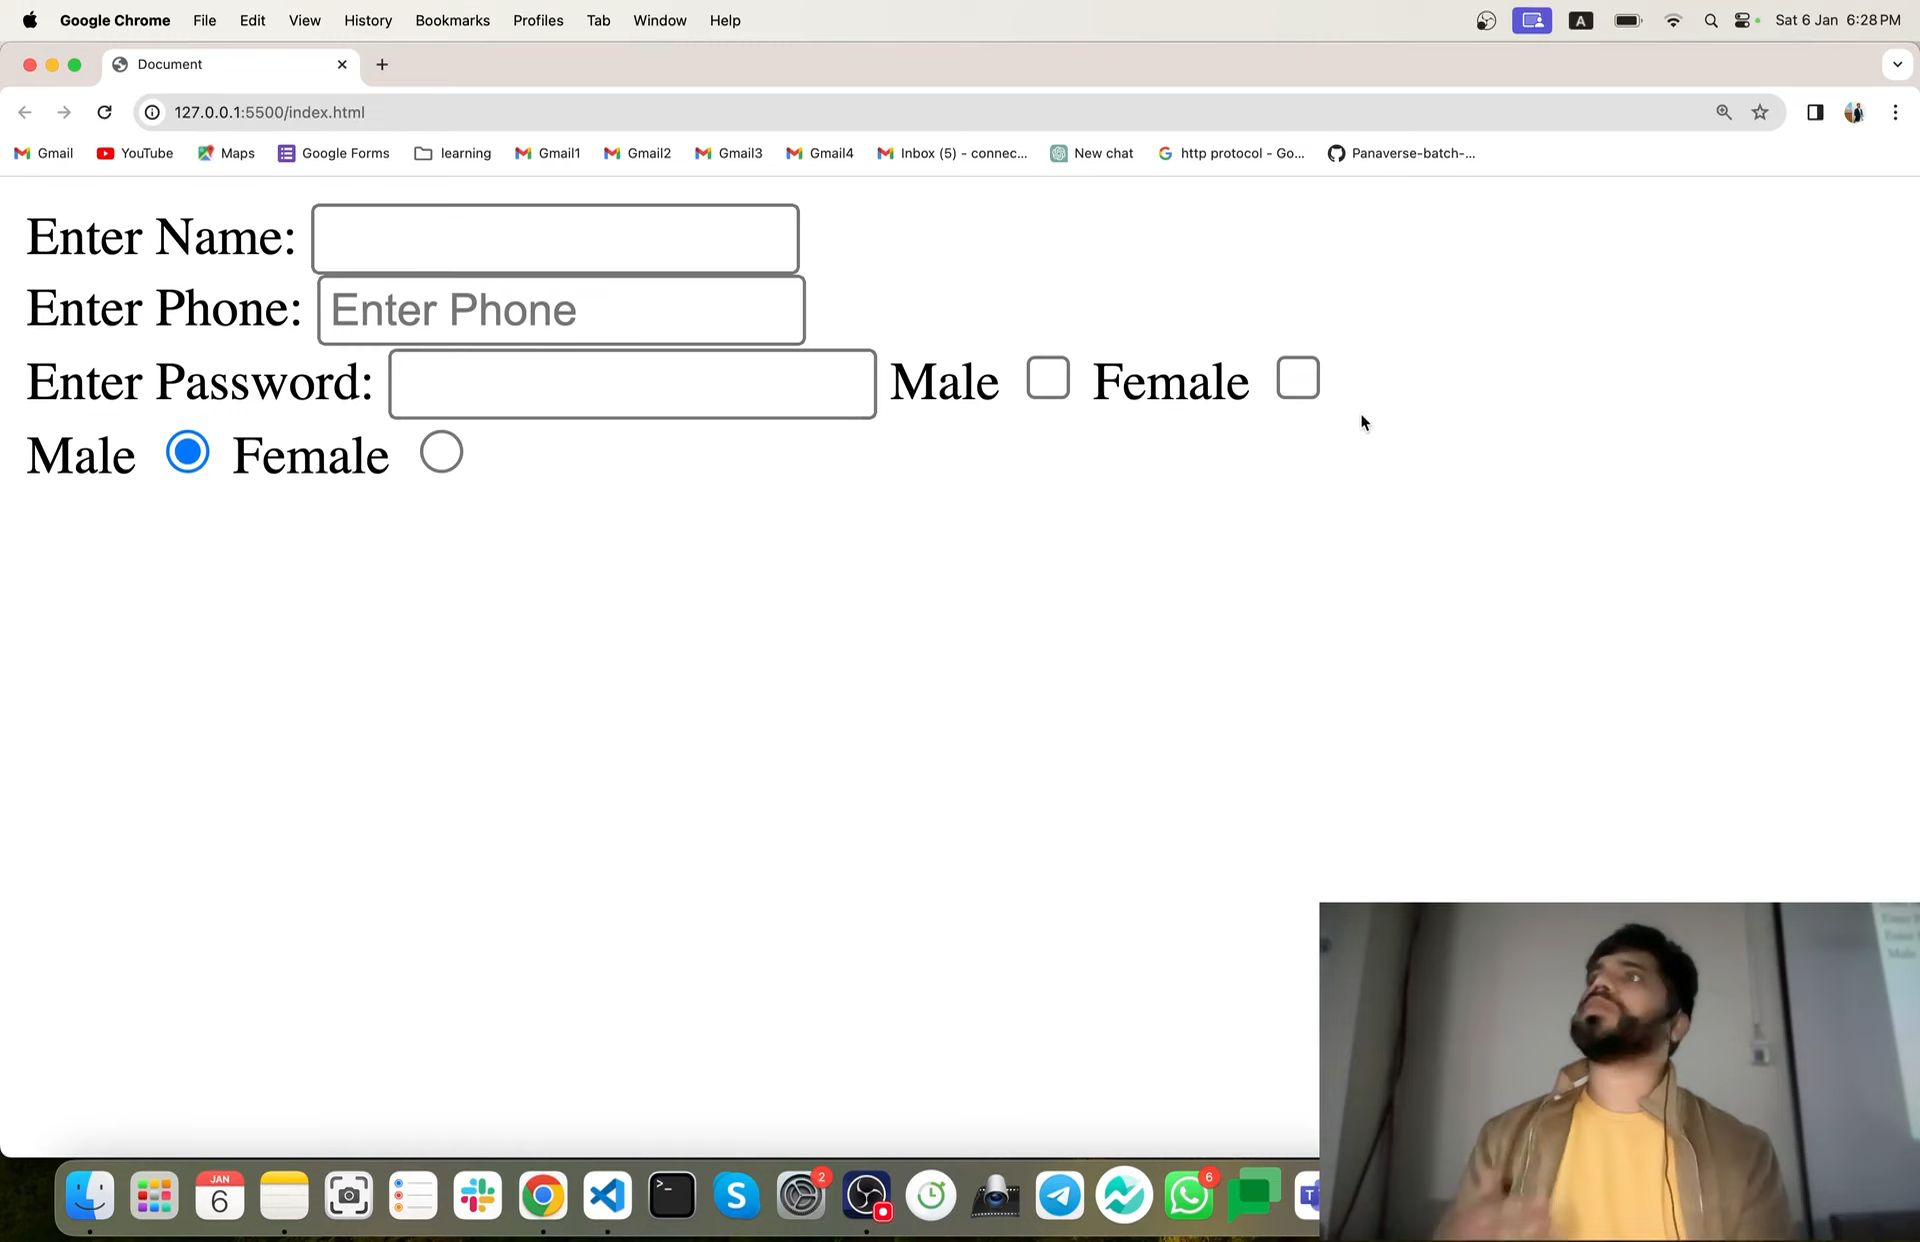 Google Chrome File Edit View History Bookmarks Profiles Tab Window Help A Sat 6 Jan 6:28 PM
Document
127.0.0.1:5500/index.html
Gmail YouTube Maps Google Forms learning Gmail1 Gmail2 Gmail3 Gmail4 Inbox (5) - connec... New chat http protocol - Go... Panaverse-batch-...
Enter Name:
Enter Phone: Enter Phone
Enter Password: Male Female
Male Female
JAN
6
2
6
S
T